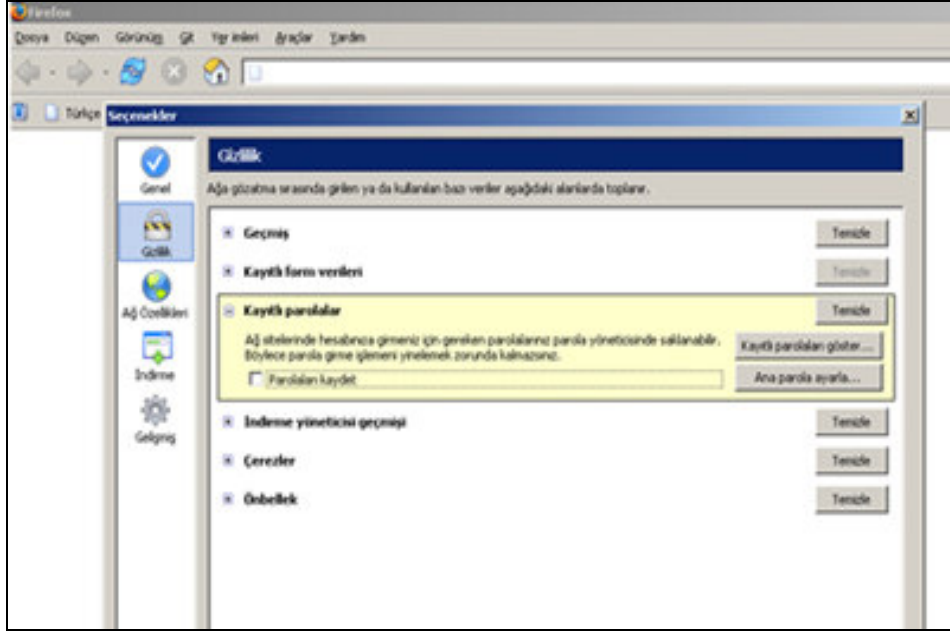 Firefox
Dosya Düzen Görünüm Git Yer imleri Araçlar Yardım
Türkçe
Seçenekler
Gizlilik
Genel
Ağa gözatma sırasında girilen ya da kullanılan bazı veriler aşağıdaki alanlarda toplanır.
Geçmiş Temizle
Gizlilik
Kayıtlı form verileri Temizle
Ağ Özellikleri
Kayıtlı parolalar Temizle
Ağ sitelerinde hesabınıza girmeniz için gereken parolalarınız parola yöneticisinde saklanabilir.
Böylece parola girme işlemini yinelemek zorunda kalmazsınız.
Kayıtlı parolaları göster...
Parolaları kaydet
Ana parola ayarla...
İndirme
İndirme yöneticisi geçmişi Temizle
Gelişmiş
Çerezler Temizle
Önbellek Temizle